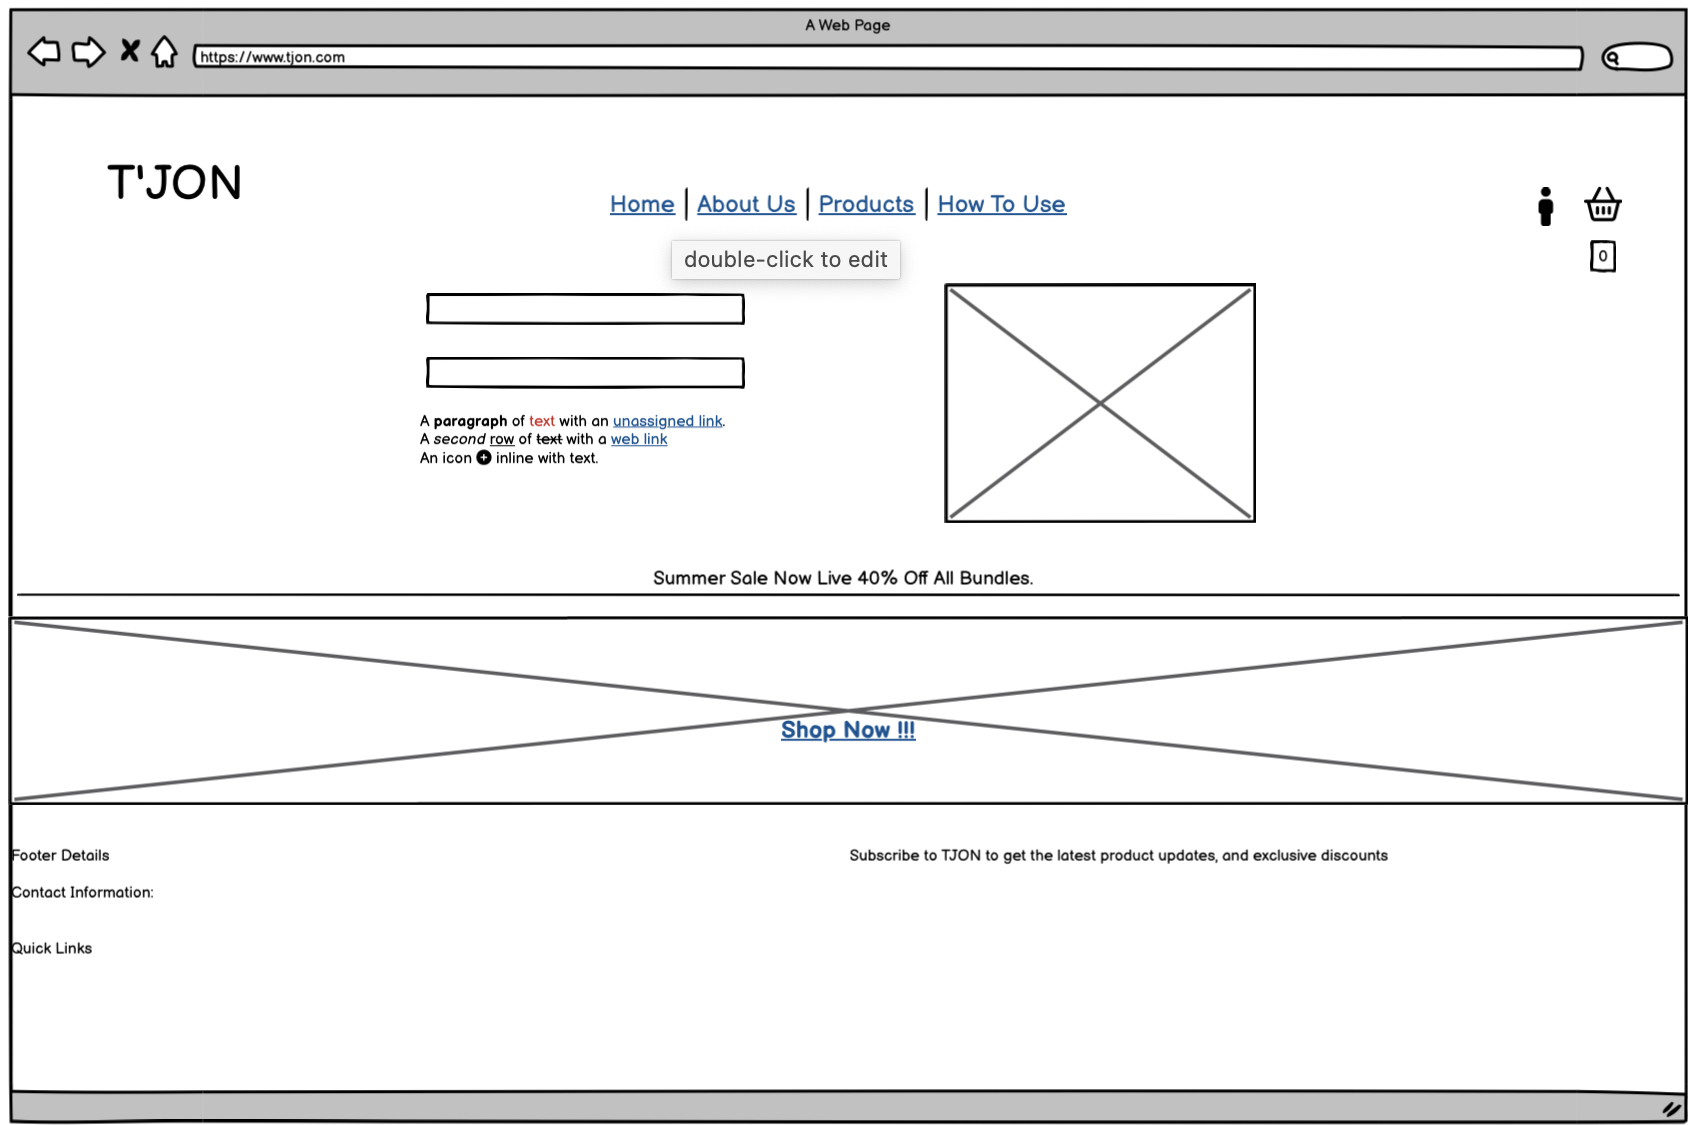 A Web Page
https://www.tjon.com
T'JON
Home | About Us | Products | How To Use
double-click to edit
0
A paragraph of text with an unassigned link.
A second row of text with a web link
An icon inline with text.
Summer Sale Now Live 40% Off All Bundles.
Shop Now !!!
Footer Details
Subscribe to TJON to get the latest product updates, and exclusive discounts
Contact Information:
Quick Links